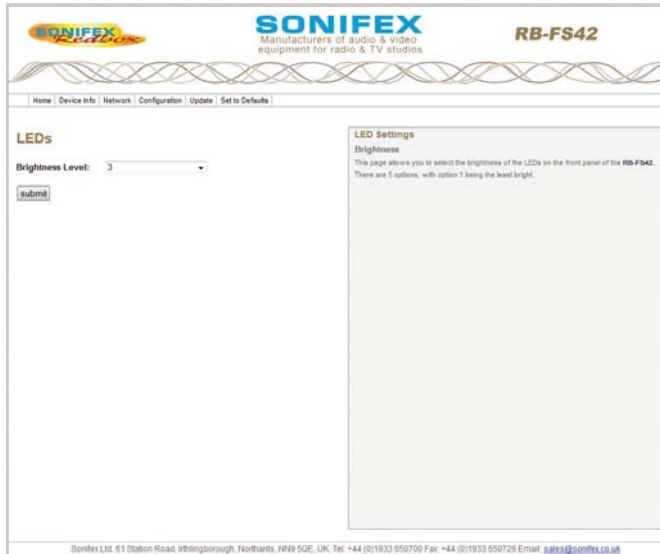 SONIFEX
Redbox
SONIFEX
Manufacturers of audio & video
equipment for radio & TV studios
RB-FS42
Home Device Info Network Configuration Update Set to Defaults
LEDs
Brightness Level: 3
submit
LED Settings
Brightness
This page allows you to select the brightness of the LEDs on the front panel of the RB-FS42.
There are 5 options, with option 1 being the least bright.
Sonifex Ltd. 61 Station Road, Irthlingborough, Northants, NN9 5QE, UK. Tel: +44 (0)1933 650700 Fax: +44 (0)1933 650726 Email: sales@sonifex.co.uk